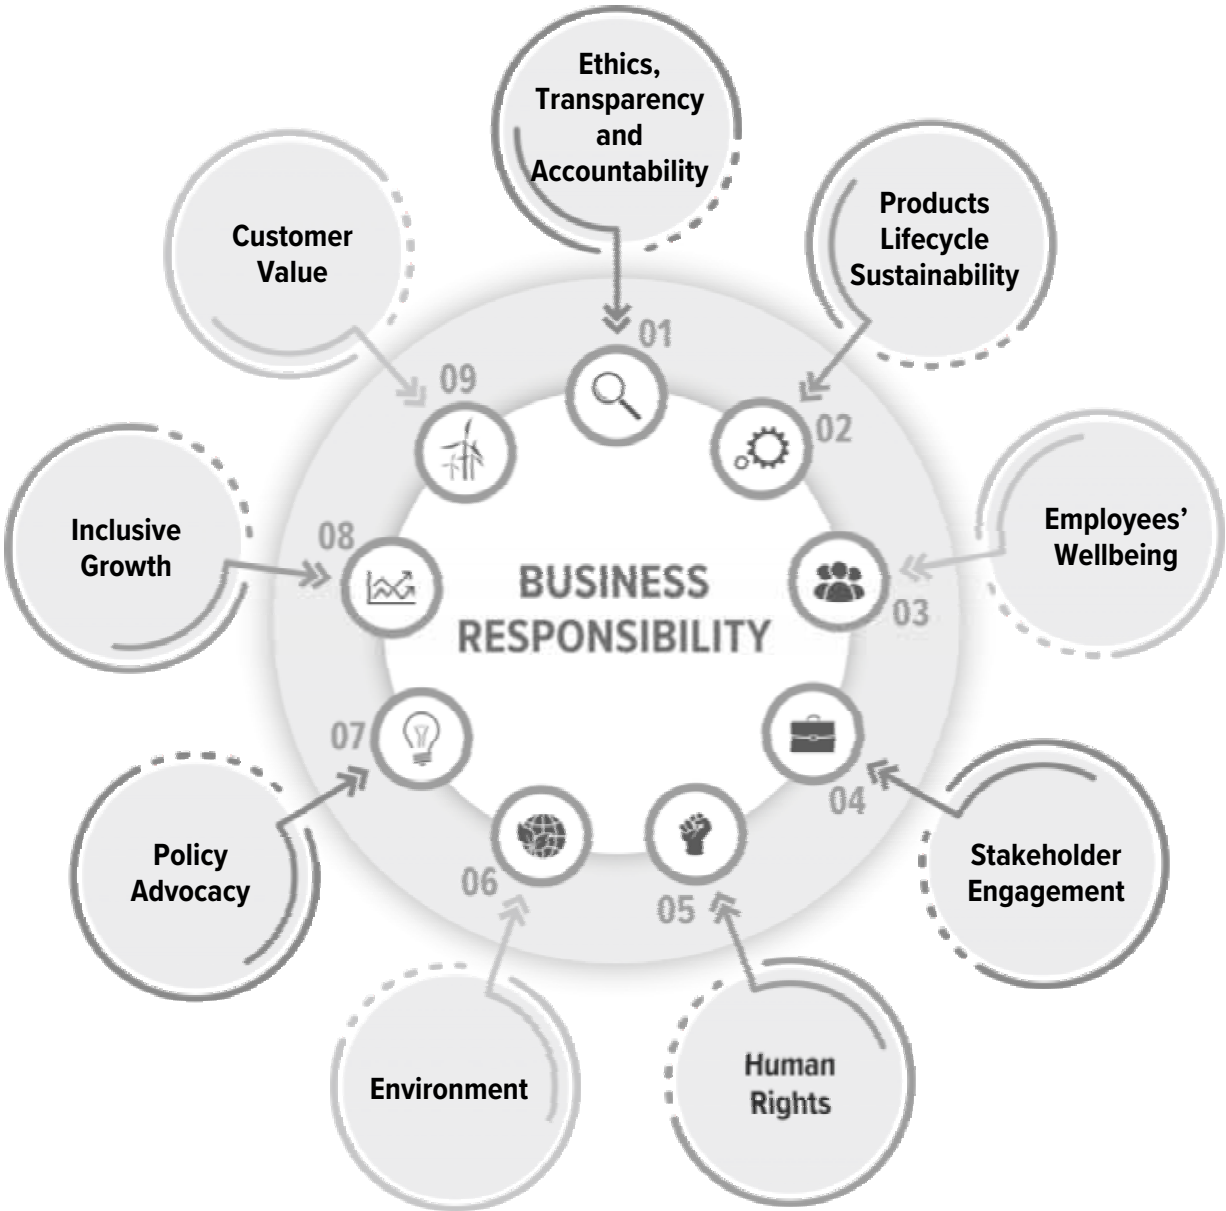 Ethics,
Transparency
and
Accountability
01
Products
Lifecycle
Sustainability
02
Employees’
Wellbeing
03
Stakeholder
Engagement
04
Human
Rights
05
Environment
06
Policy
Advocacy
07
Inclusive
Growth
08
Customer
Value
09
BUSINESS
RESPONSIBILITY